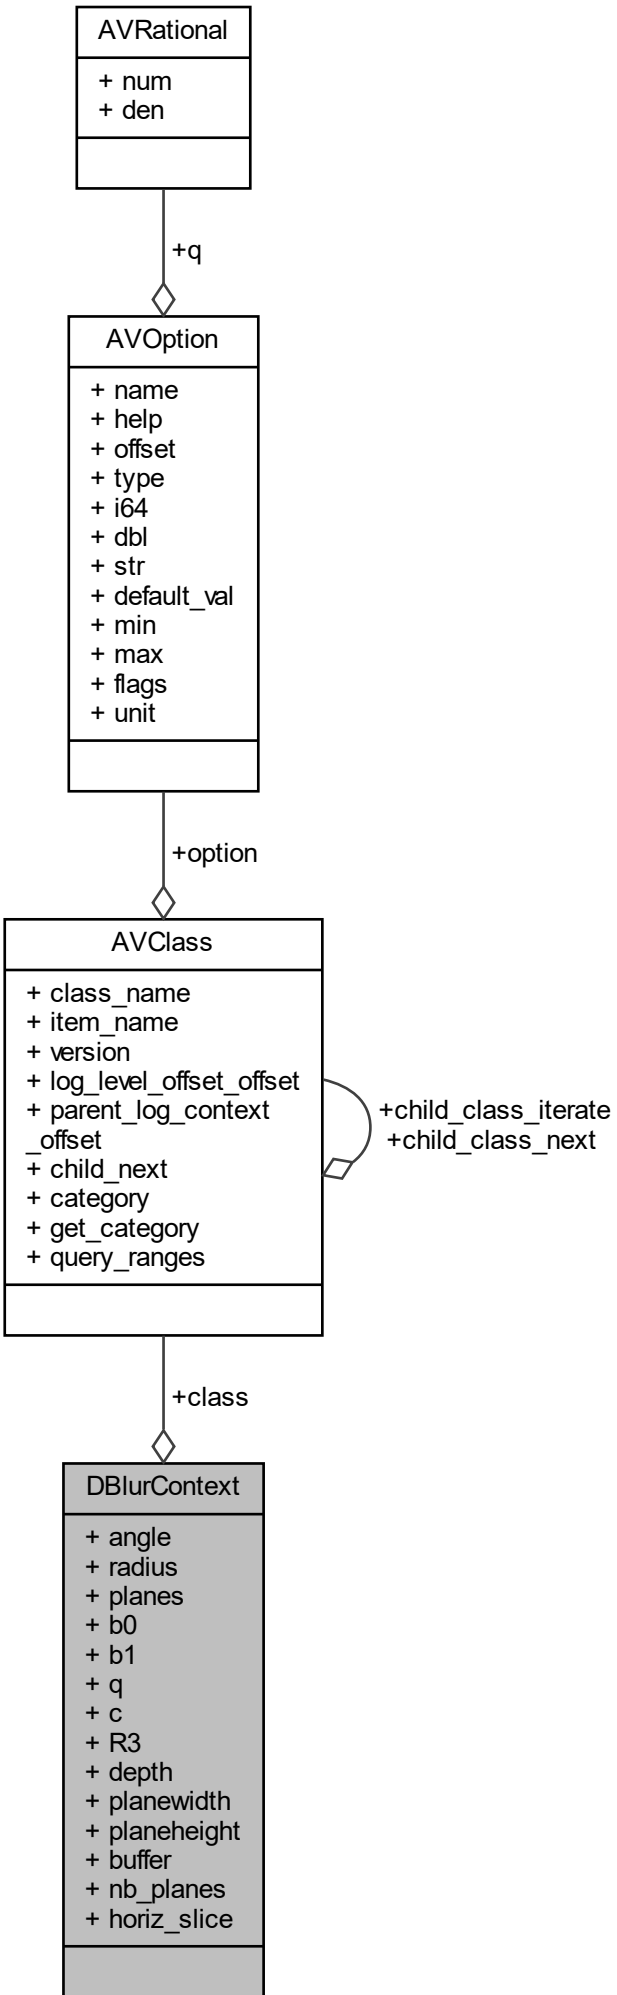 AVRational
+ num
+ den
+q
AVOption
+ name
+ help
+ offset
+ type
+ i64
+ dbl
+ str
+ default_val
+ min
+ max
+ flags
+ unit
+option
AVClass
+ class_name
+ item_name
+ version
+ log_level_offset_offset
+ parent_log_context
_offset
+ child_next
+ category
+ get_category
+ query_ranges
+child_class_iterate
+child_class_next
+class
DBlurContext
+ angle
+ radius
+ planes
+ b0
+ b1
+ q
+ c
+ R3
+ depth
+ planewidth
+ planeheight
+ buffer
+ nb_planes
+ horiz_slice